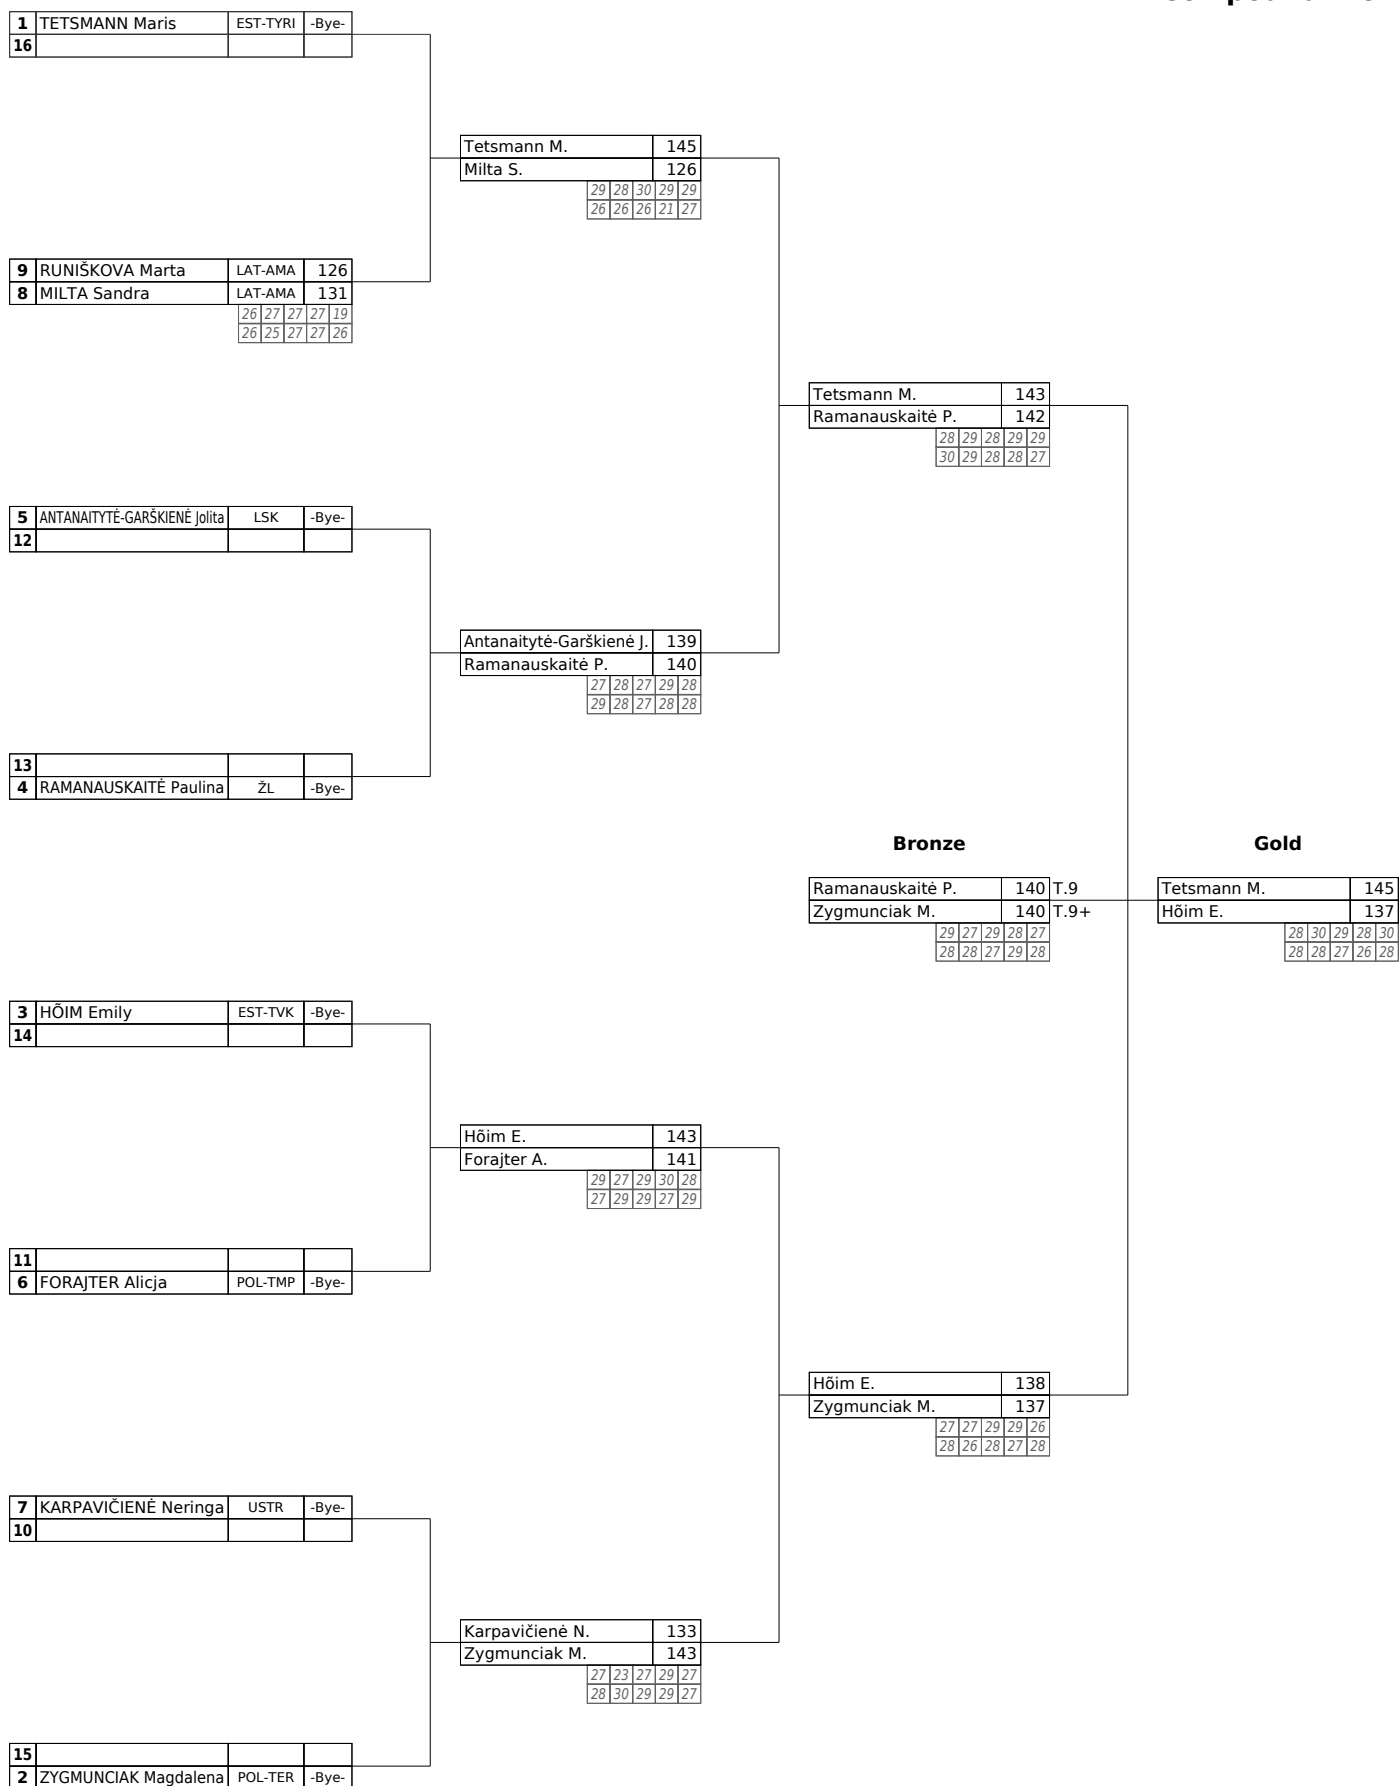 1 TETSMANN Maris EST-TYRI -Bye-
16
Tetsmann M. 145
Milta S. 126
29 28 30 29 29
26 26 26 21 27
9 RUNIŠKOVA Marta LAT-AMA 126
8 MILTA Sandra LAT-AMA 131
26 27 27 27 19
26 25 27 27 26
Tetsmann M. 143
Ramanauskaitė P. 142
28 29 28 29 29
30 29 28 28 27
5 ANTANAITYTĖ-GARŠKIENĖ Jolita LSK -Bye-
12
Antanaitytė-Garškienė J. 139
Ramanauskaitė P. 140
27 28 27 29 28
29 28 27 28 28
13
4 RAMANAUSKAITĖ Paulina ŽL -Bye-
Bronze Gold
Ramanauskaitė P. 140 T.9 Tetsmann M. 145
Zygmunciak M. 140 T.9+ Hõim E. 137
29 27 29 28 27 28 30 29 28 30
28 28 27 29 28 28 28 27 26 28
3 HÕIM Emily EST-TVK -Bye-
14
Hõim E. 143
Forajter A. 141
29 27 29 30 28
27 29 29 27 29
11
6 FORAJTER Alicja POL-TMP -Bye-
Hõim E. 138
Zygmunciak M. 137
27 27 29 29 26
28 26 28 27 28
7 KARPAVIČIENĖ Neringa USTR -Bye-
10
Karpavičienė N. 133
Zygmunciak M. 143
27 23 27 29 27
28 30 29 29 27
15
2 ZYGMUNCIAK Magdalena POL-TER -Bye-